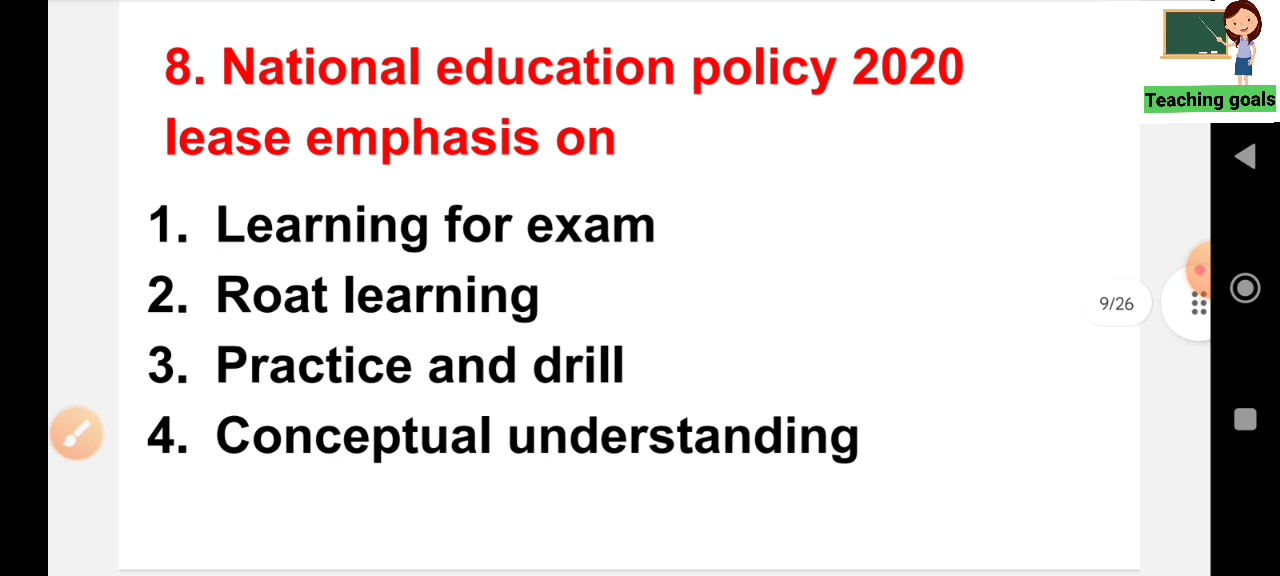 8. National education policy 2020
lease emphasis on
1. Learning for exam
2. Roat learning
3. Practice and drill
4. Conceptual understanding
Teaching goals
9/26